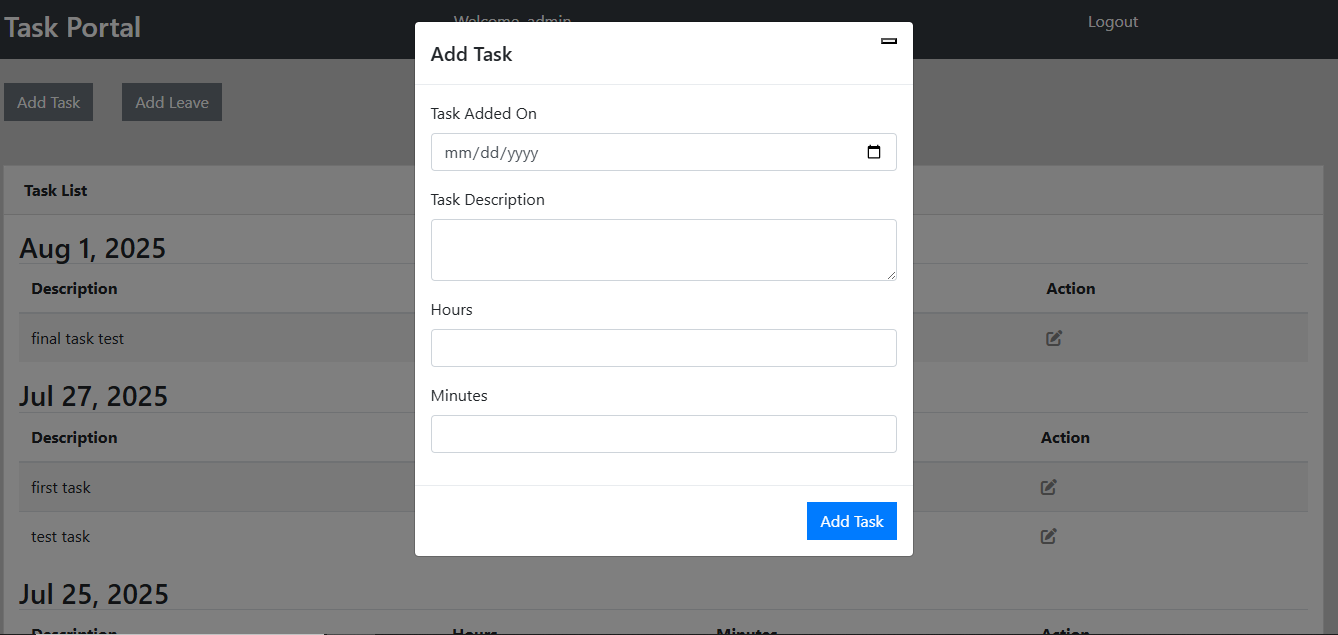 Task Portal
Welcome, admin
Logout
Add Task
Add Leave
Add Task
Task Added On
mm/dd/yyyy
Task Description
Hours
Minutes
Add Task
Task List
Aug 1, 2025
Description Action
final task test
Jul 27, 2025
Description Action
first task
test task
Jul 25, 2025
Description Hours Minutes Action